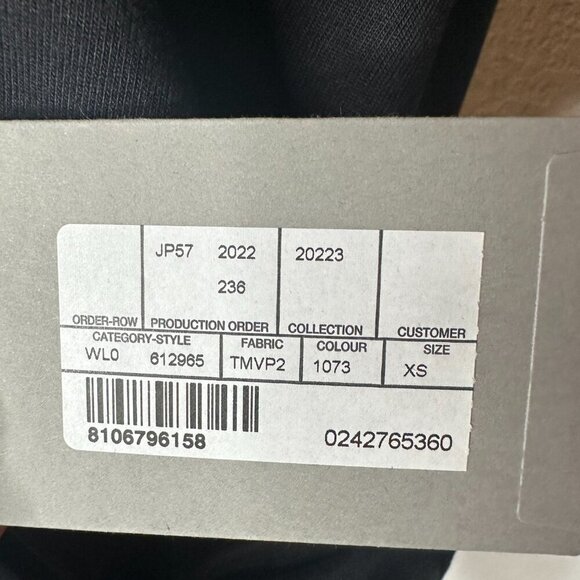 JP57 2022 20223
236
ORDER-ROW PRODUCTION ORDER COLLECTION CUSTOMER
CATEGORY-STYLE FABRIC COLOUR SIZE
WL0 612965 TMVP2 1073 XS
8106796158 0242765360